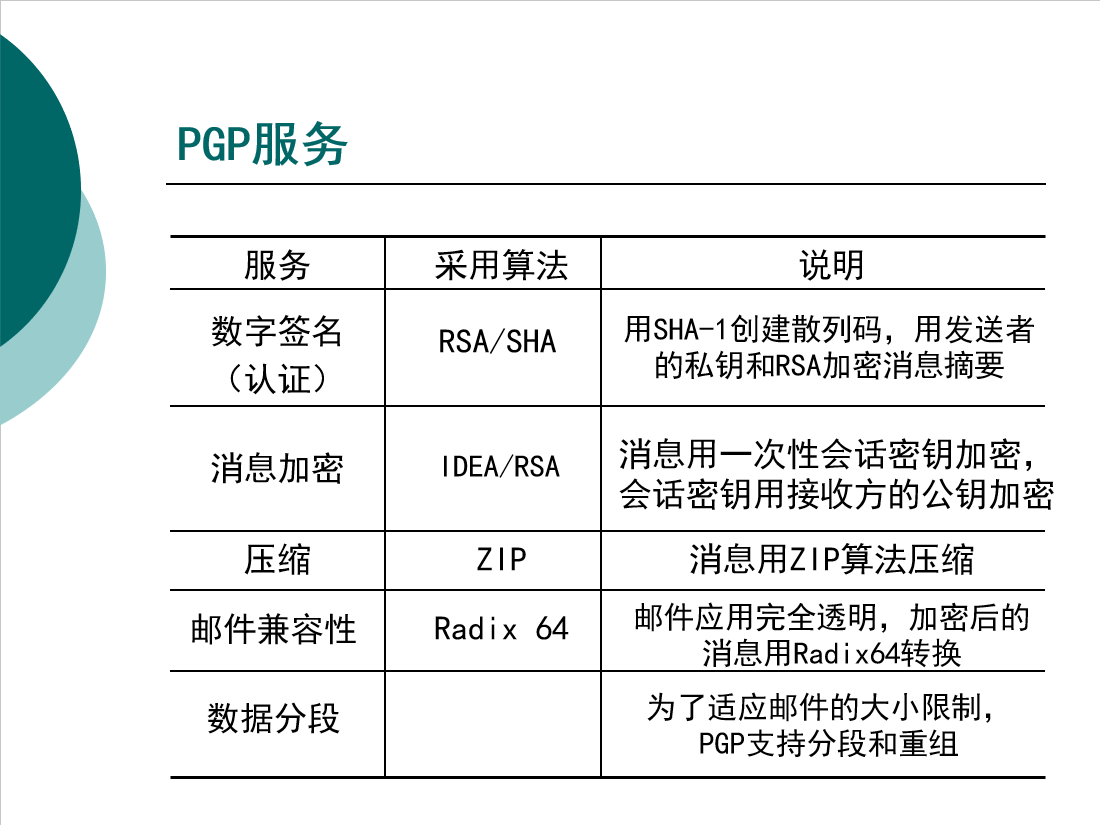 PGP服务
服务
采用算法
说明
数字签名
（认证）
RSA/SHA
用SHA-1创建散列码，用发送者
的私钥和RSA加密消息摘要
消息加密
IDEA/RSA
消息用一次性会话密钥加密，
会话密钥用接收方的公钥加密
压缩
ZIP
消息用ZIP算法压缩
邮件兼容性
Radix 64
邮件应用完全透明，加密后的
消息用Radix64转换
数据分段
为了适应邮件的大小限制，
PGP支持分段和重组